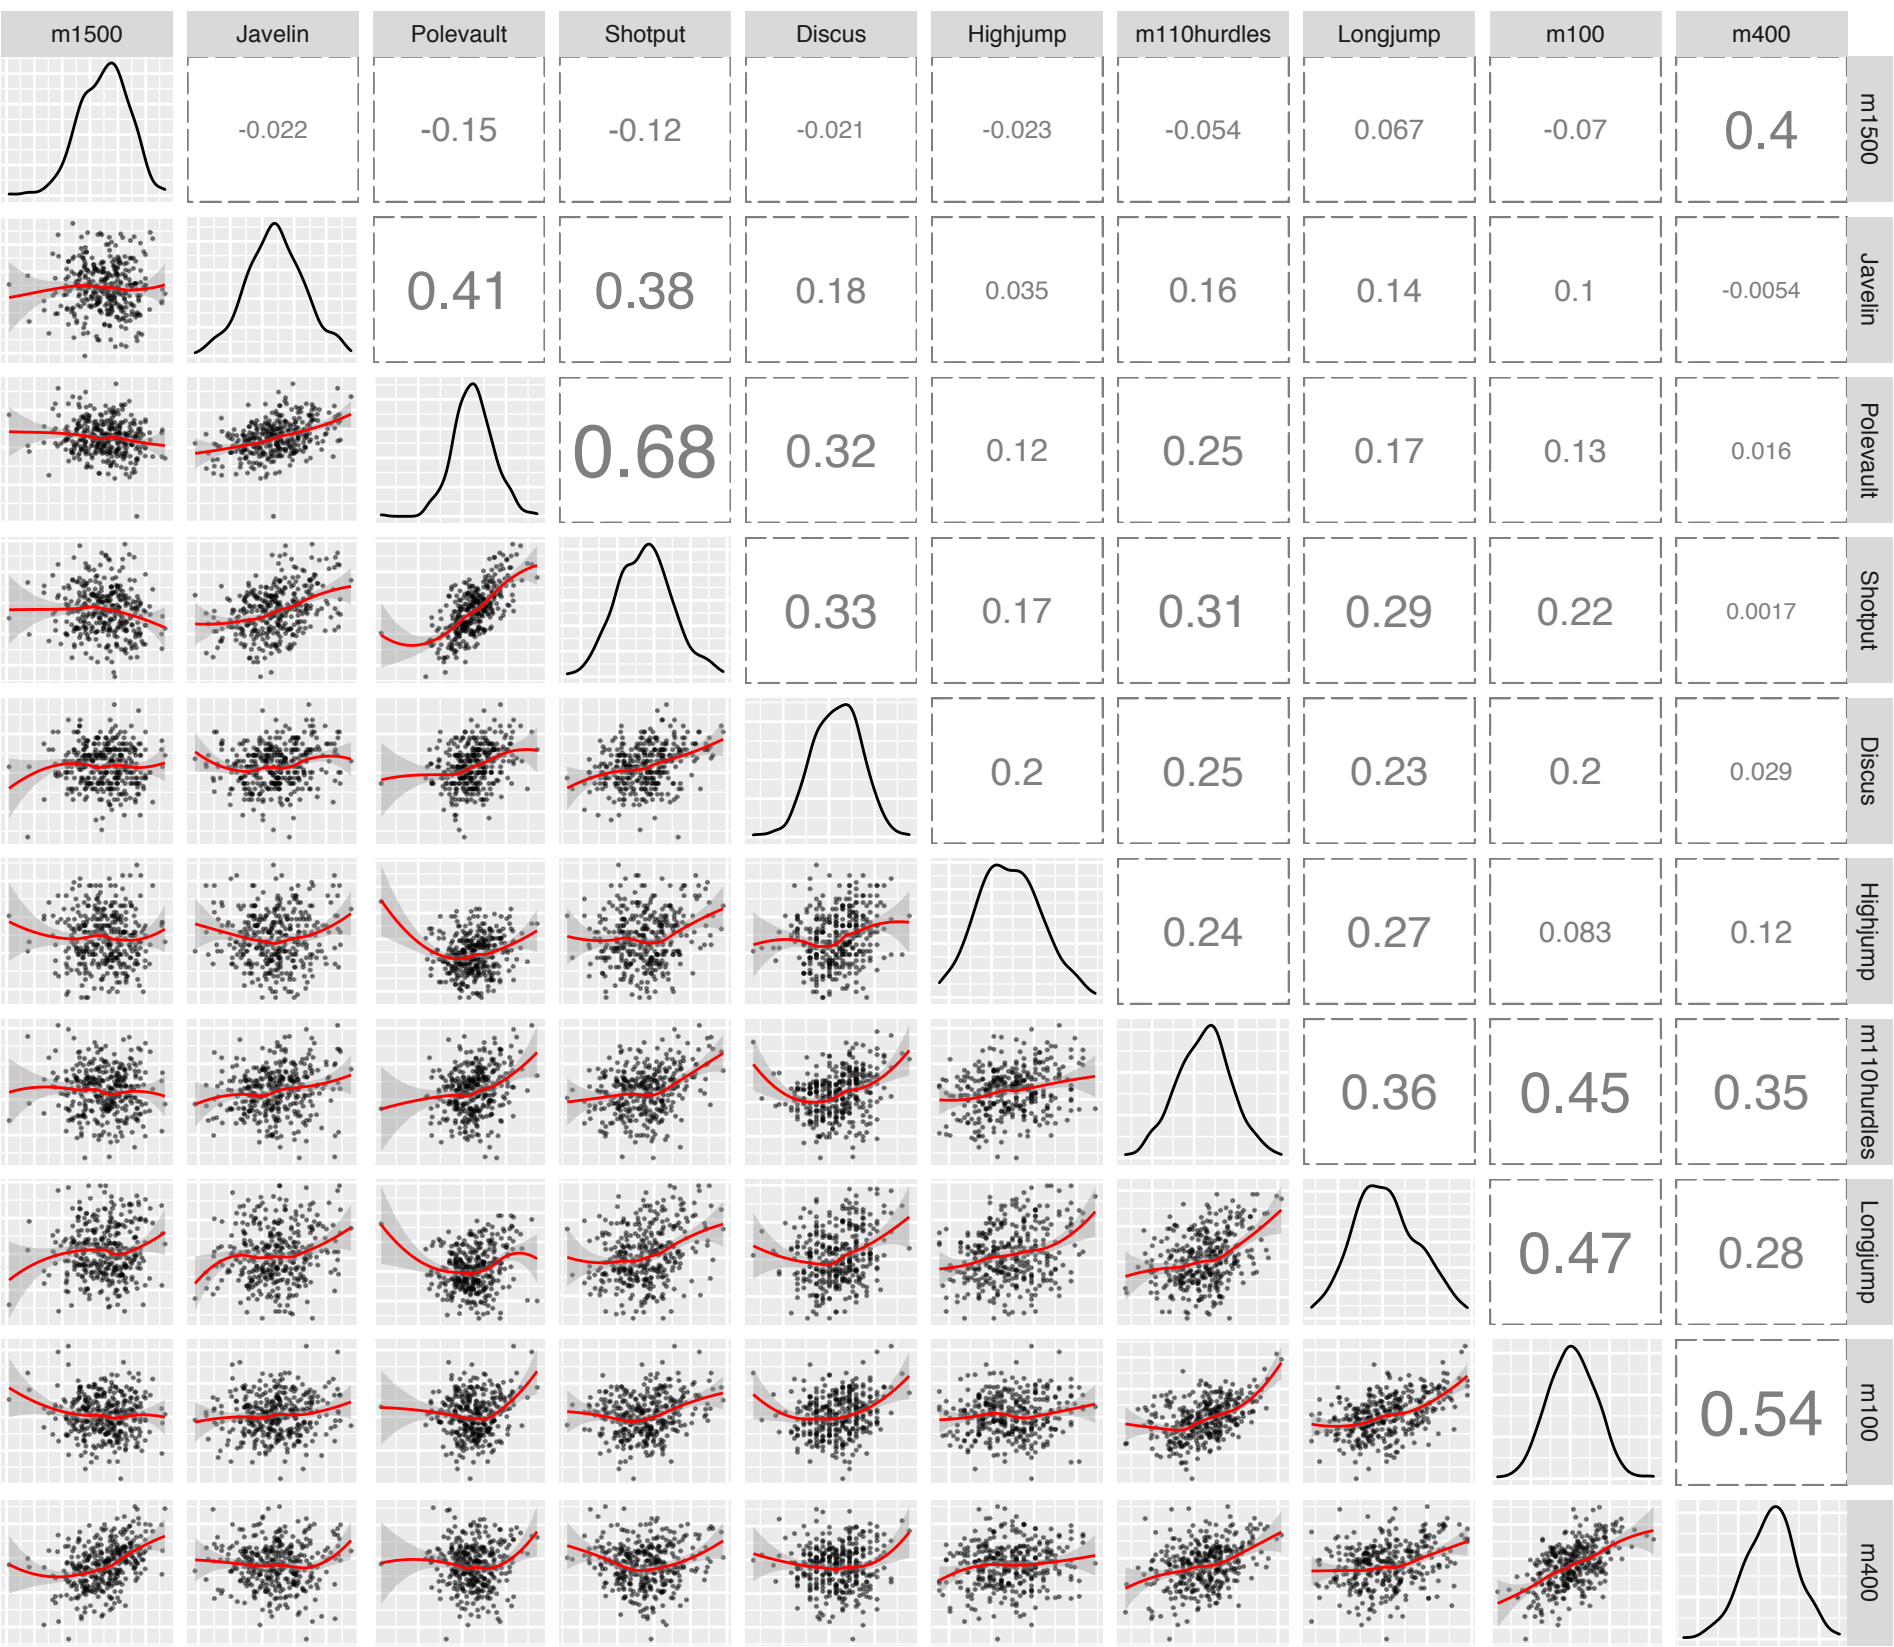 m1500 Javelin Polevault Shotput Discus Highjump m110hurdles Longjump m100 m400
-0.022 -0.15 -0.12 -0.021 -0.023 -0.054 0.067 -0.07 0.4 m1500
0.41 0.38 0.18 0.035 0.16 0.14 0.1 -0.0054 Javelin
0.68 0.32 0.12 0.25 0.17 0.13 0.016 Polevault
0.33 0.17 0.31 0.29 0.22 0.0017 Shotput
0.2 0.25 0.23 0.2 0.029 Discus
0.24 0.27 0.083 0.12 Highjump
0.36 0.45 0.35 m110hurdles
0.47 0.28 Longjump
0.54 m100
m400